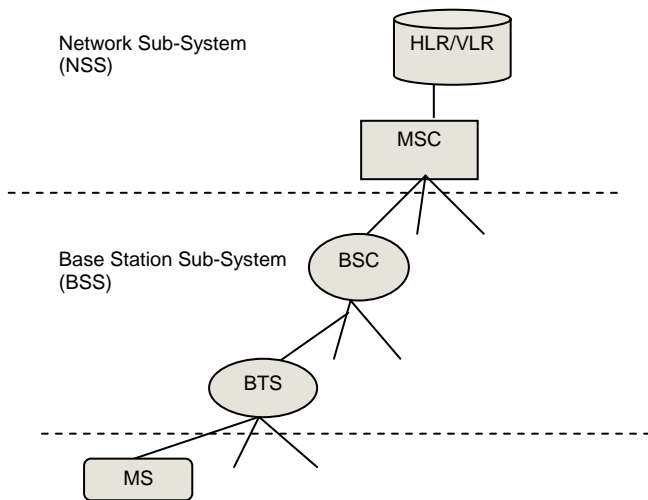 Network Sub-System
(NSS)
HLR/VLR
MSC
Base Station Sub-System
(BSS)
BSC
BTS
MS